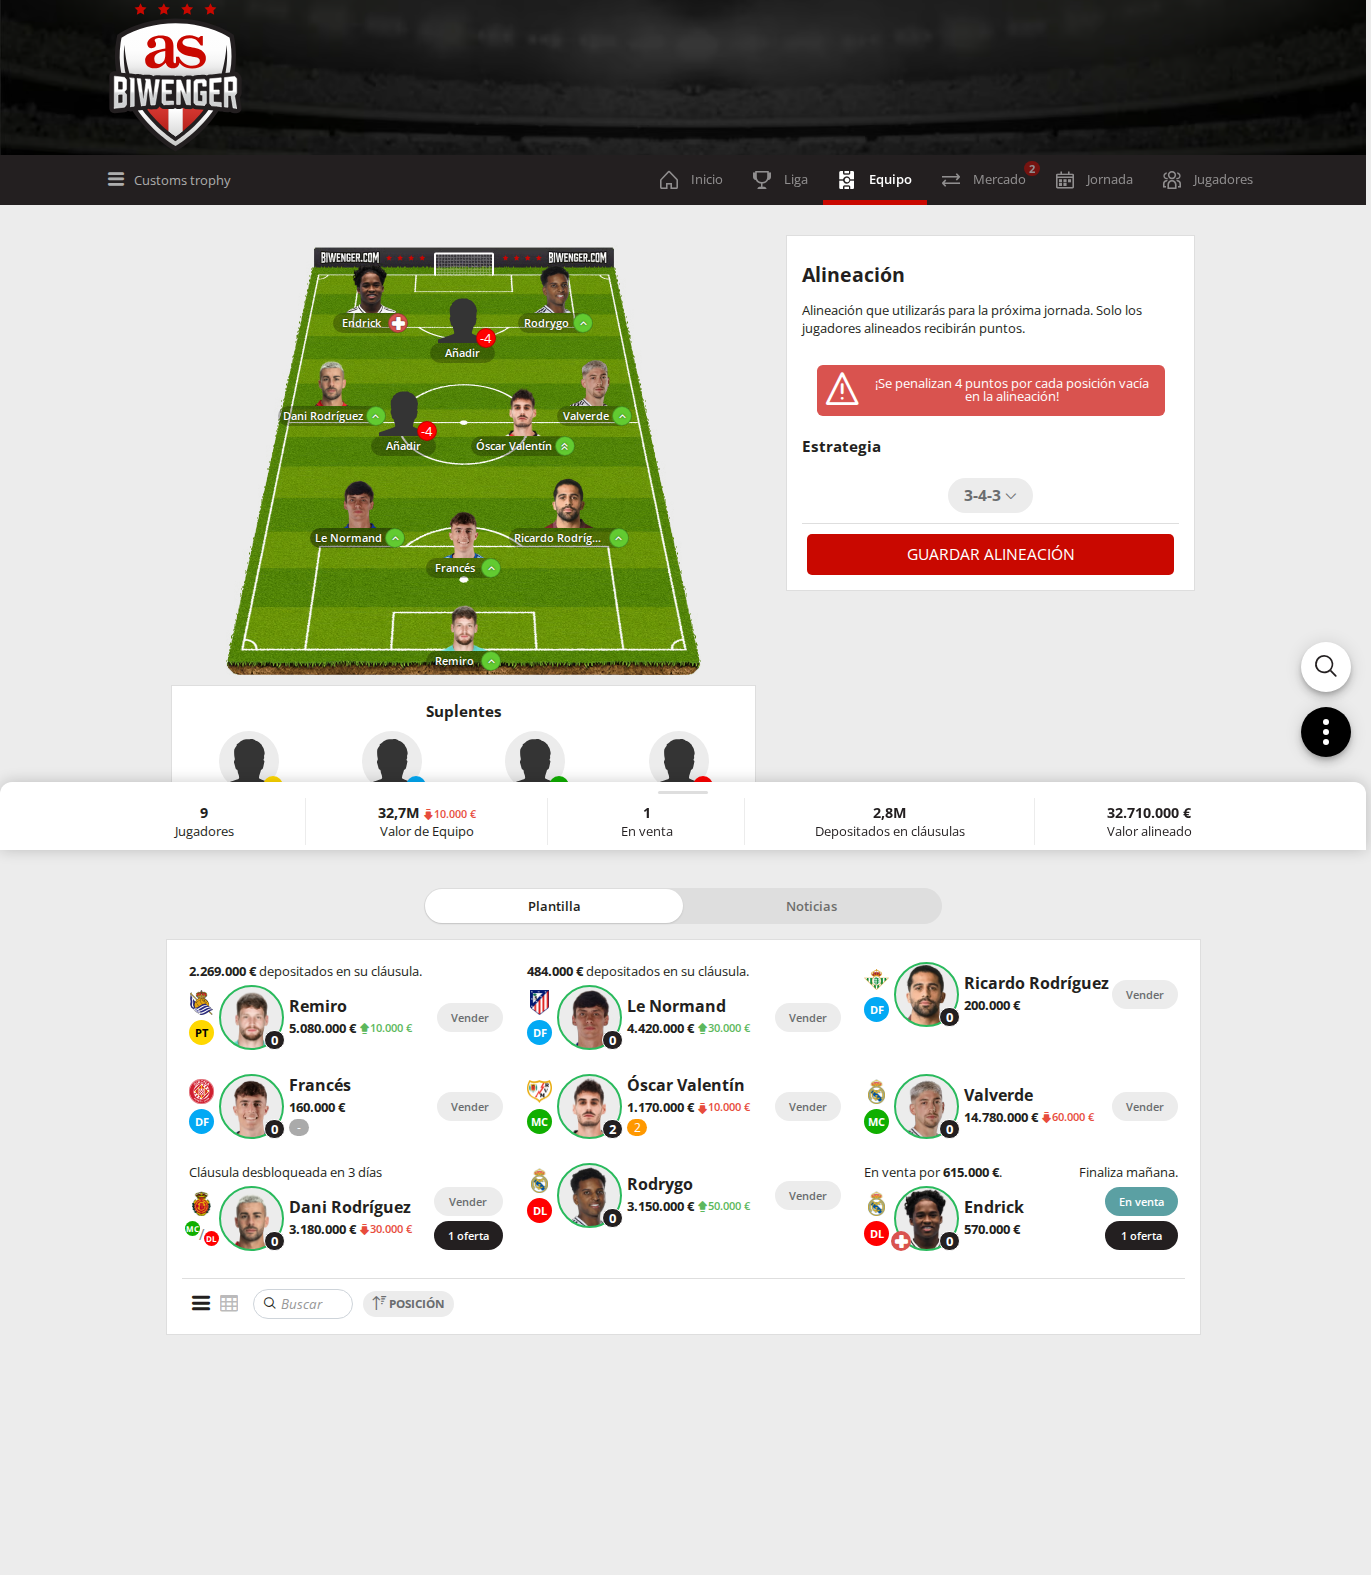 as
BIWENGER
Customs trophy
Inicio
Liga
Equipo
Mercado
2
Jornada
Jugadores
BIWENGER.COM
BIWENGER.COM
Endrick
Rodrygo
-4
Añadir
Dani Rodríguez
Valverde
-4
Añadir
Óscar Valentín
Le Normand
Ricardo Rodríg...
Francés
Remiro
Alineación
Alineación que utilizarás para la próxima jornada. Solo los
jugadores alineados recibirán puntos.
¡Se penalizan 4 puntos por cada posición vacía
en la alineación!
Estrategia
3-4-3
GUARDAR ALINEACIÓN
Suplentes
9
Jugadores
32,7M 10.000 €
Valor de Equipo
1
En venta
2,8M
Depositados en cláusulas
32.710.000 €
Valor alineado
Plantilla
Noticias
2.269.000 € depositados en su cláusula.
Remiro
PT
0
5.080.000 € 10.000 €
Vender
484.000 € depositados en su cláusula.
Le Normand
DF
0
4.420.000 € 30.000 €
Vender
Ricardo Rodríguez
DF
0
200.000 €
Vender
Francés
DF
0
160.000 €
-
Vender
Óscar Valentín
MC
2
1.170.000 € 10.000 €
2
Vender
Valverde
MC
0
14.780.000 € 60.000 €
Vender
Cláusula desbloqueada en 3 días
Dani Rodríguez
MC / DL
0
3.180.000 € 30.000 €
Vender
1 oferta
Rodrygo
DL
0
3.150.000 € 50.000 €
Vender
En venta por 615.000 €.
Finaliza mañana.
Endrick
DL
0
570.000 €
En venta
1 oferta
Buscar
POSICIÓN